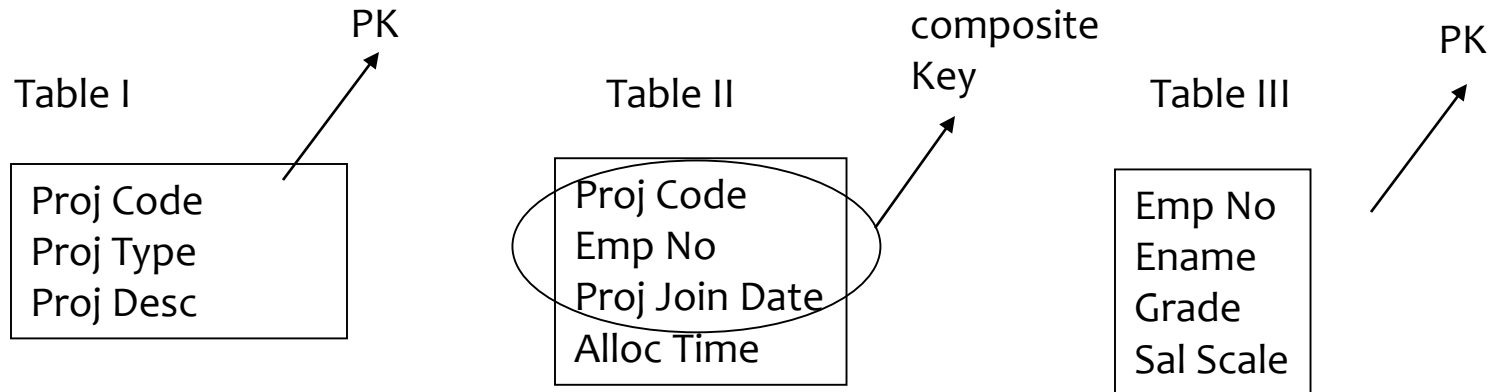 PK
Table I
Proj Code
Proj Type
Proj Desc
composite
Key
Table II
Proj Code
Emp No
Proj Join Date
Alloc Time
PK
Table III
Emp No
Ename
Grade
Sal Scale